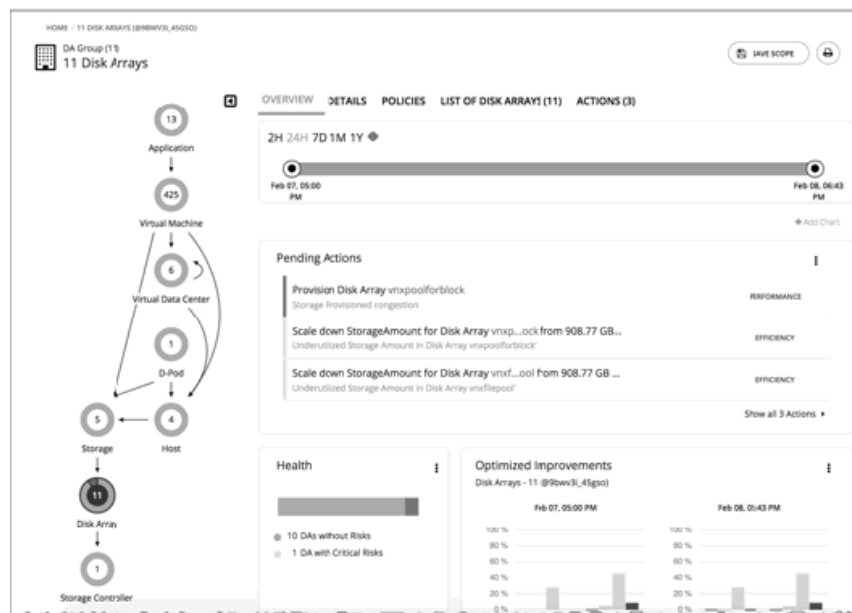 HOME / 11 DISK ARRAYS (@9BWV3I_45GSO)
DA Group (11)
11 Disk Arrays
SAVE SCOPE
OVERVIEW DETAILS POLICIES LIST OF DISK ARRAYS (11) ACTIONS (3)
13
Application
425
Virtual Machine
6
Virtual Data Center
1
D-Pod
5
Storage
4
Host
11
Disk Array
1
Storage Controller
2H 24H 7D 1M 1Y
Feb 07, 05:00 PM
Feb 08, 06:43 PM
+ Add Chart
Pending Actions
Provision Disk Array vnxpoolforblock
Storage Provisioned congestion
PERFORMANCE
Scale down StorageAmount for Disk Array vnxp...ock from 908.77 GB...
Underutilized Storage Amount in Disk Array vnxpoolforblock'
EFFICIENCY
Scale down StorageAmount for Disk Array vnxf...ool from 908.77 GB ...
Underutilized Storage Amount in Disk Array vnxfilepool'
EFFICIENCY
Show all 3 Actions
Health
10 DAs without Risks
1 DA with Critical Risks
Optimized Improvements
Disk Arrays - 11 @9bwv3i_45gso)
Feb 07, 05:00 PM
100 %
80 %
60 %
40 %
20 %
0 %
Feb 08, 05:43 PM
100 %
80 %
60 %
40 %
20 %
0 %